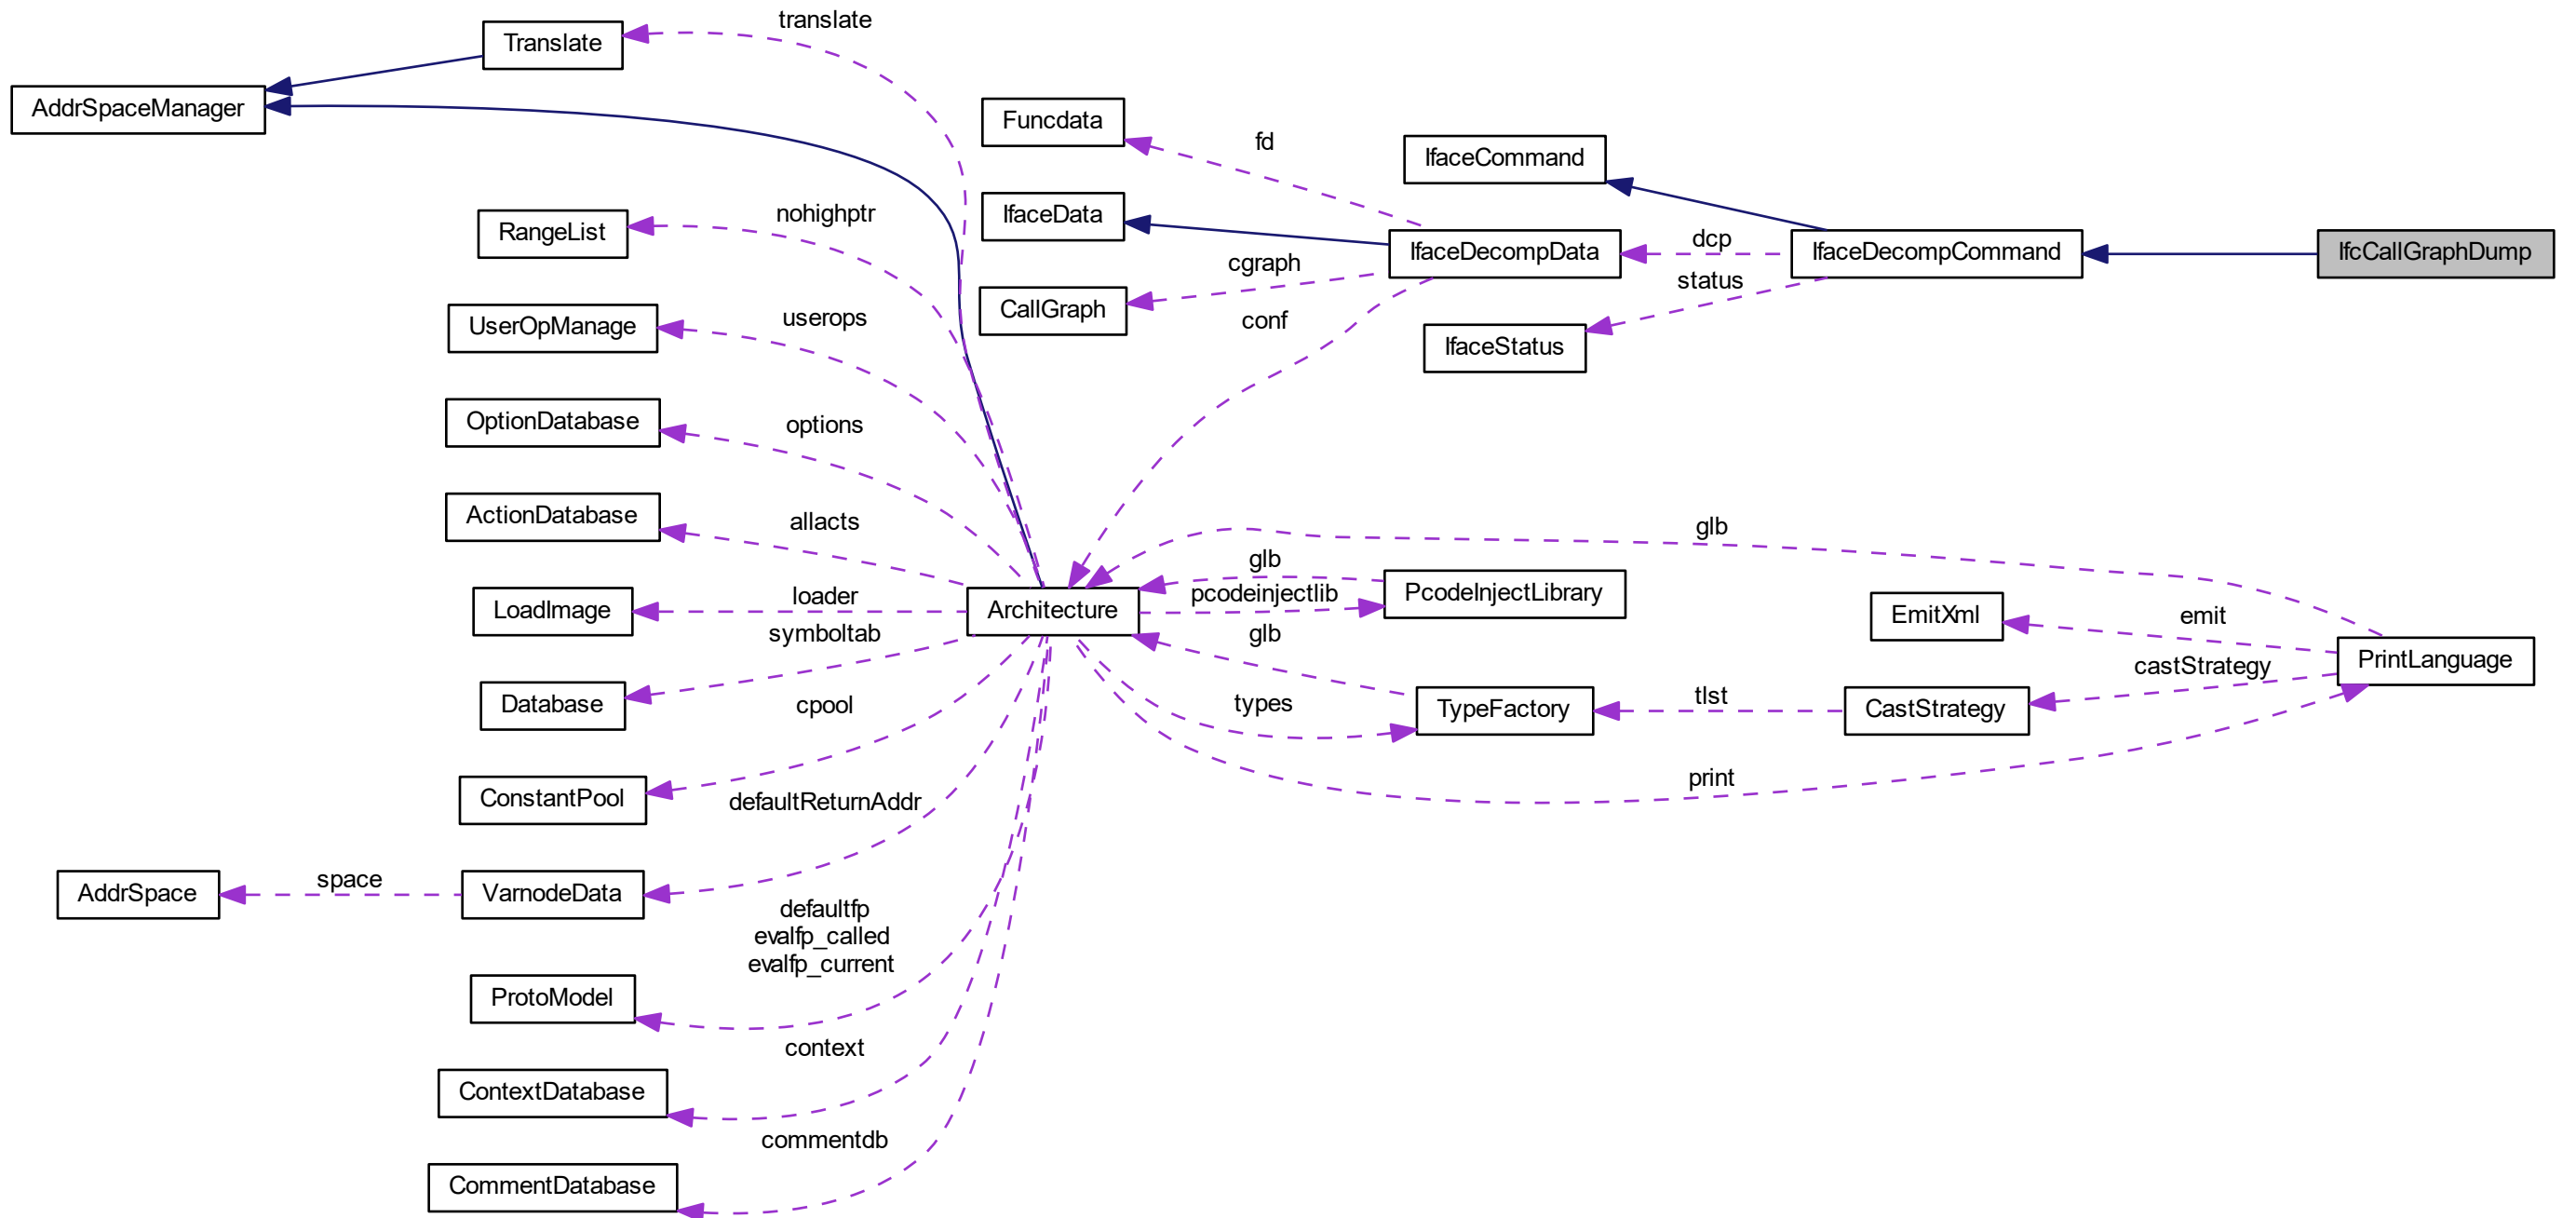 translate
Translate
AddrSpaceManager
Funcdata
fd
IfaceCommand
nohighptr
RangeList
IfaceData
IfaceDecompData
dcp
IfaceDecompCommand
IfcCallGraphDump
cgraph
status
CallGraph
userops
UserOpManage
conf
IfaceStatus
options
OptionDatabase
allacts
ActionDatabase
glb
glb
loader
LoadImage
Architecture
pcodeinjectlib
PcodeInjectLibrary
EmitXml
emit
symboltab
glb
PrintLanguage
castStrategy
Database
cpool
types
TypeFactory
tlst
CastStrategy
print
ConstantPool
defaultReturnAddr
AddrSpace
space
VarnodeData
defaultfp
evalfp_called
evalfp_current
ProtoModel
context
ContextDatabase
commentdb
CommentDatabase